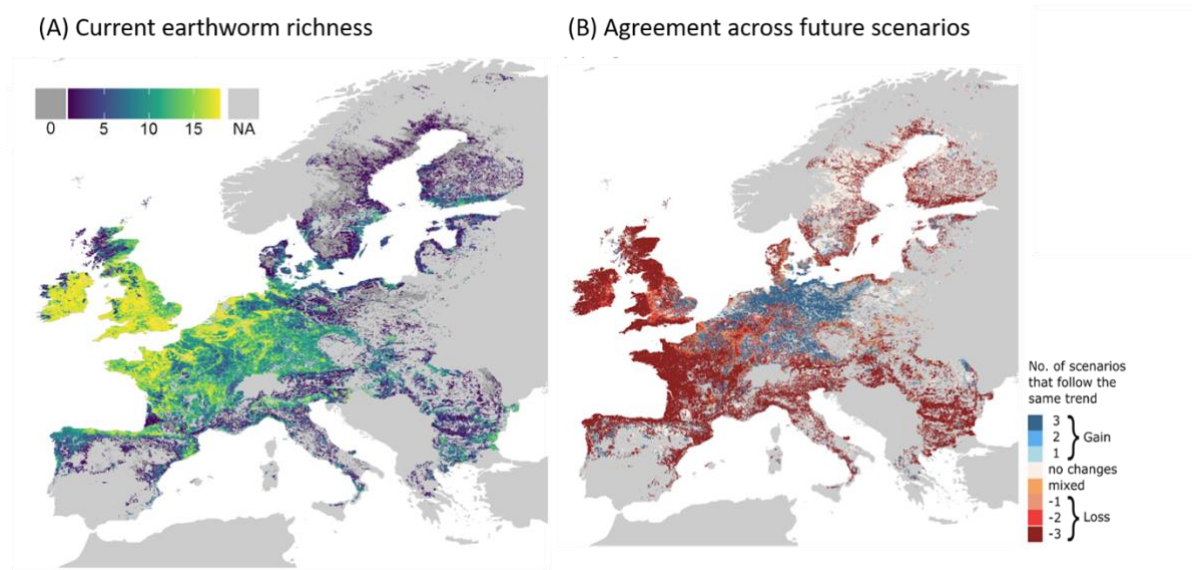 (A) Current earthworm richness
(B) Agreement across future scenarios
0 5 10 15 NA
No. of scenarios
that follow the
same trend
3
2 Gain
1
no changes
mixed
-1
-2 Loss
-3